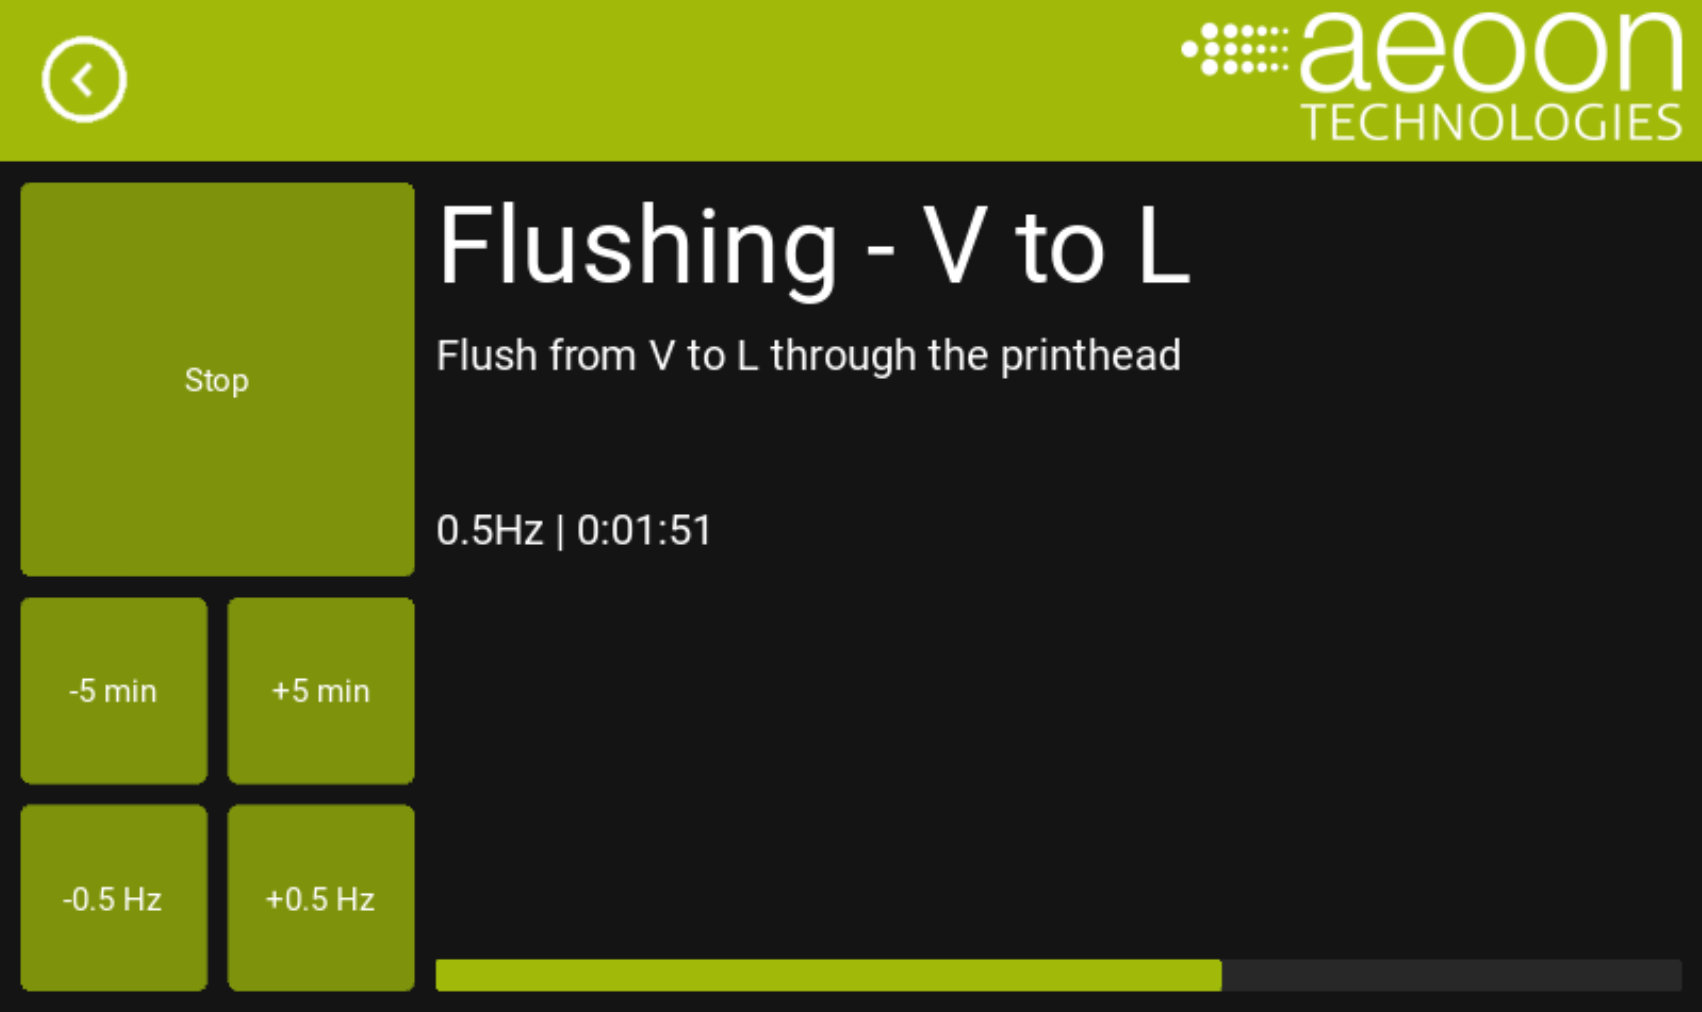 aeoon
TECHNOLOGIES
Stop
Flushing - V to L
Flush from V to L through the printhead
0.5Hz | 0:01:51
-5 min
+5 min
-0.5 Hz
+0.5 Hz